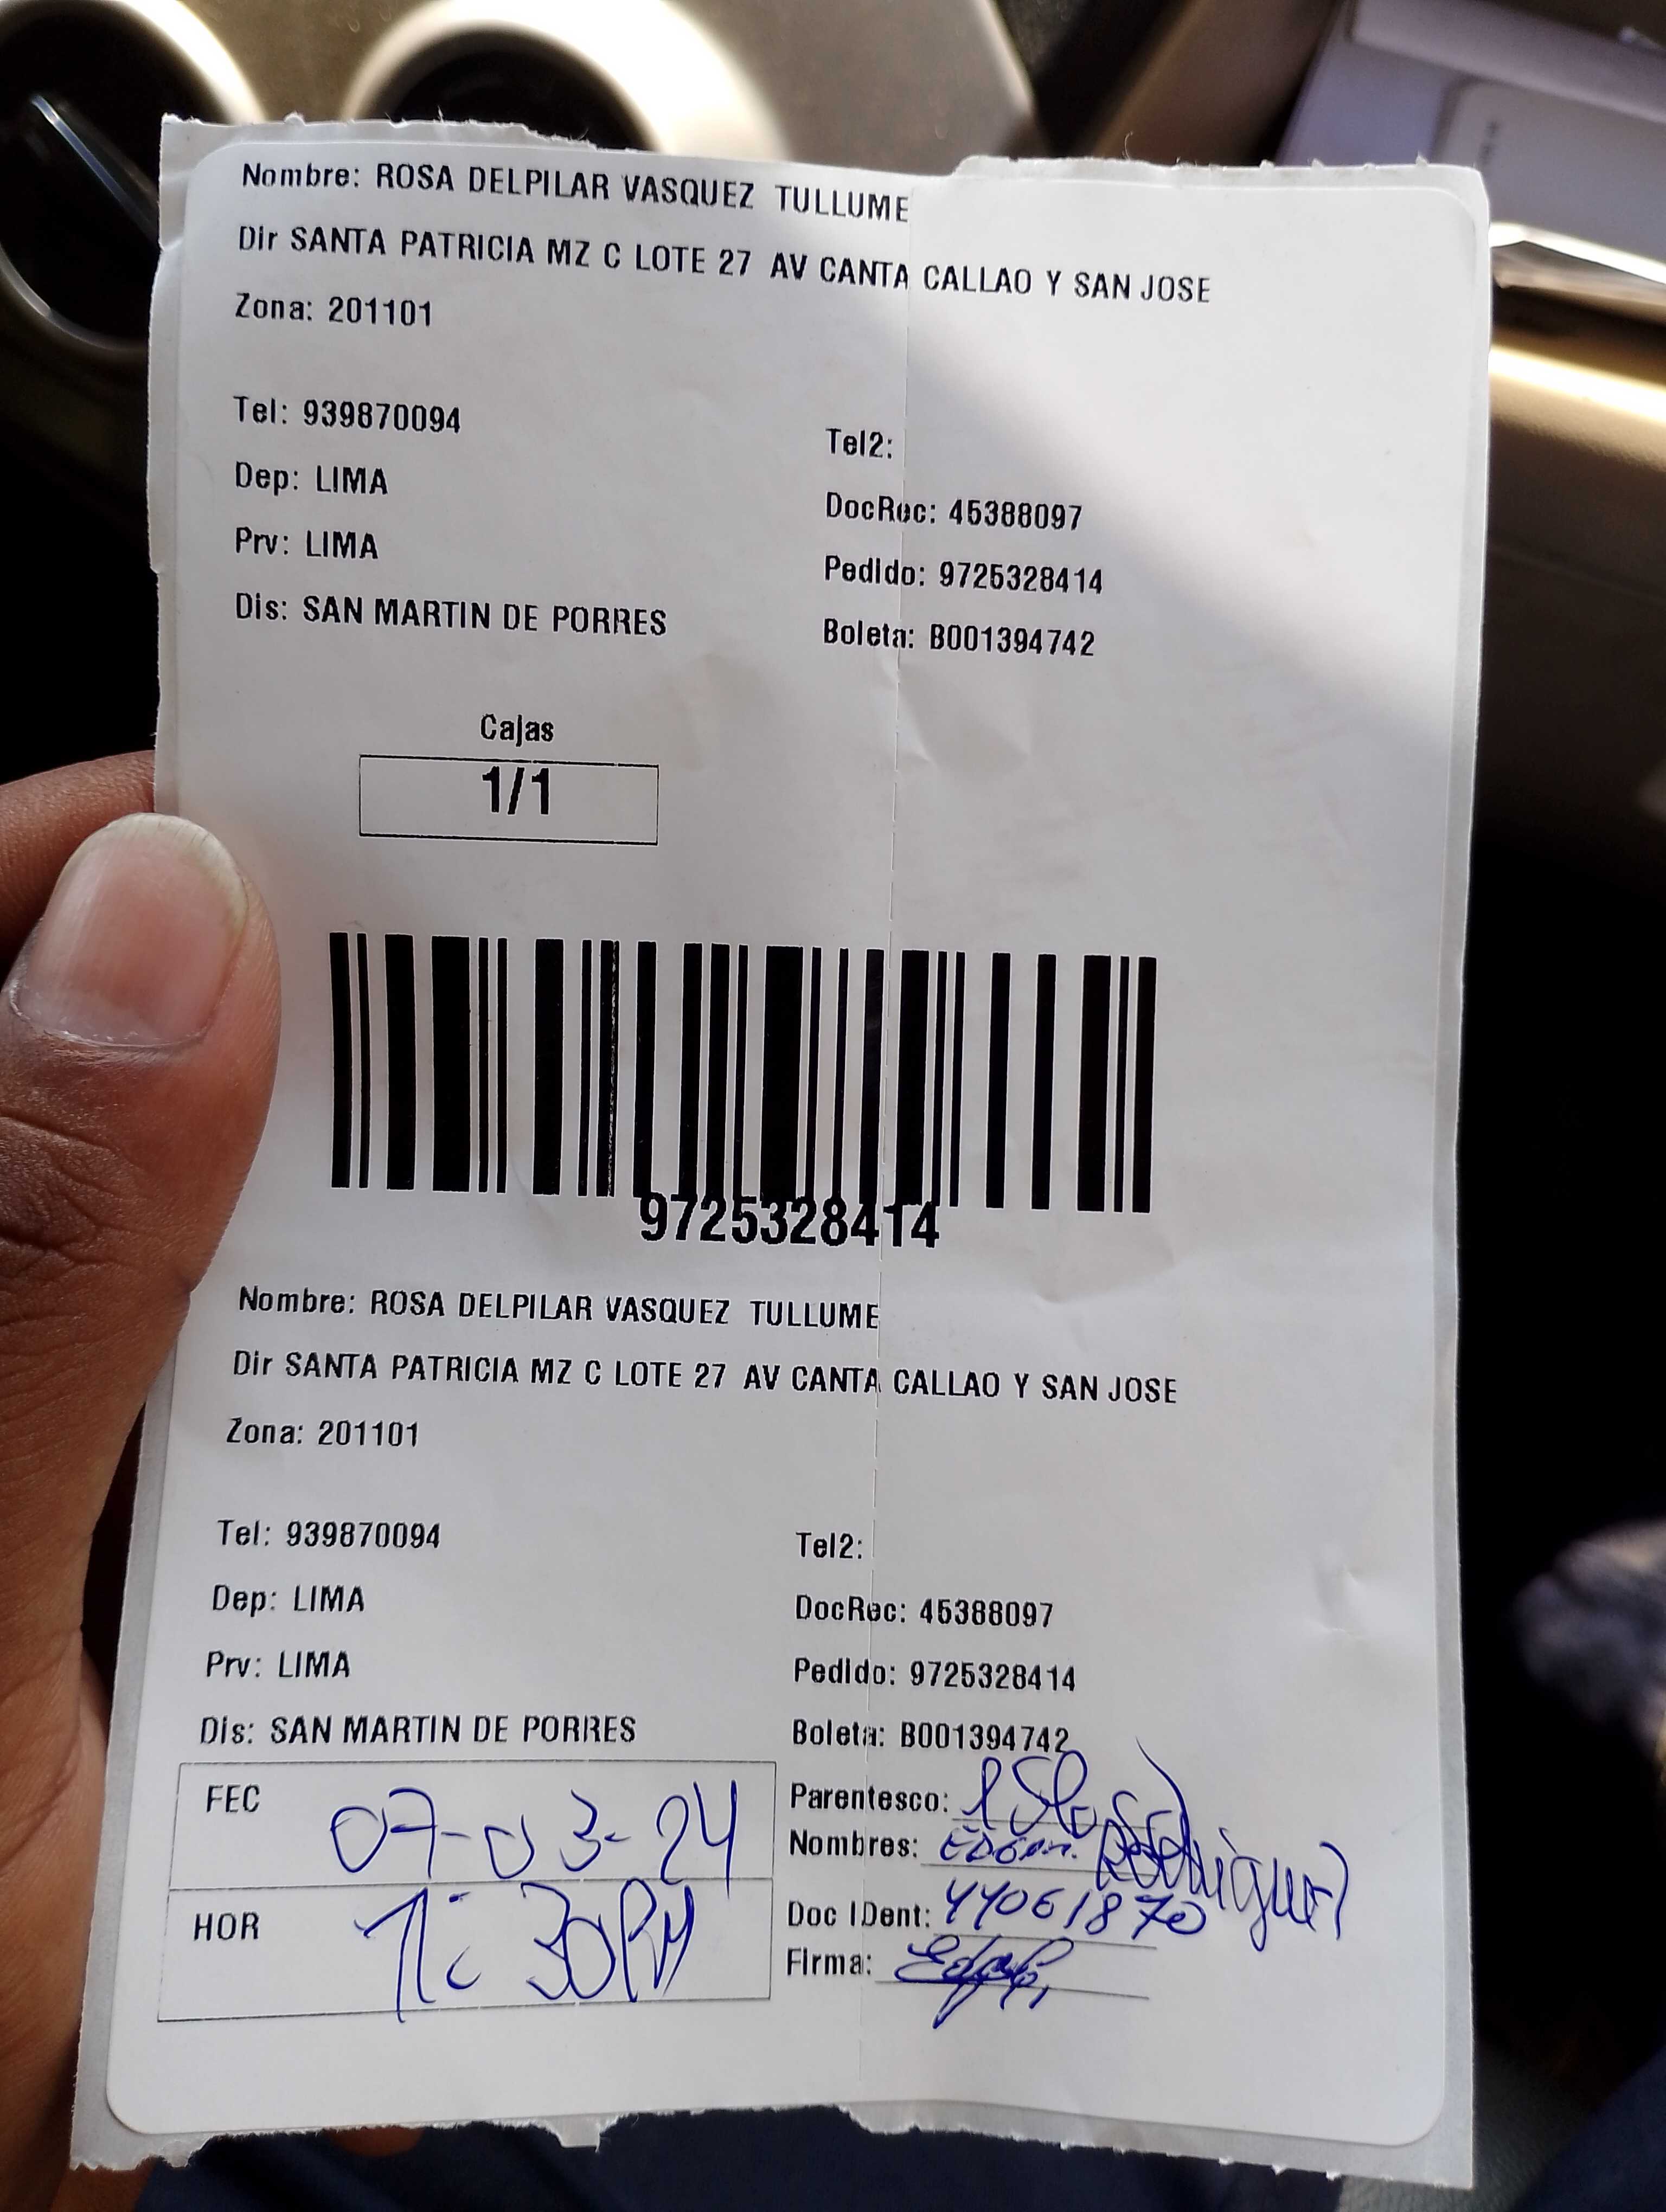 Nombre: ROSA DELPILAR VASQUEZ TULLUME
Dir SANTA PATRICIA MZ C LOTE 27 AV CANTA CALLAO Y SAN JOSE
Zona: 201101
Tel: 939870094
Tel2:
Dep: LIMA
DocRec: 45388097
Prv: LIMA
Pedido: 9725328414
Dis: SAN MARTIN DE PORRES
Boleta: B001394742
Cajas
1/1
9725328414
Nombre: ROSA DELPILAR VASQUEZ TULLUME
Dir SANTA PATRICIA MZ C LOTE 27 AV CANTA CALLAO Y SAN JOSE
Zona: 201101
Tel: 939870094
Tel2:
Dep: LIMA
DocRec: 45388097
Prv: LIMA
Pedido: 9725328414
Dis: SAN MARTIN DE PORRES
Boleta: B001394742
FEC 07-03-24
Parentesco:
Nombres: Rodriguez
HOR
Doc IDent: 44061870
Firma: